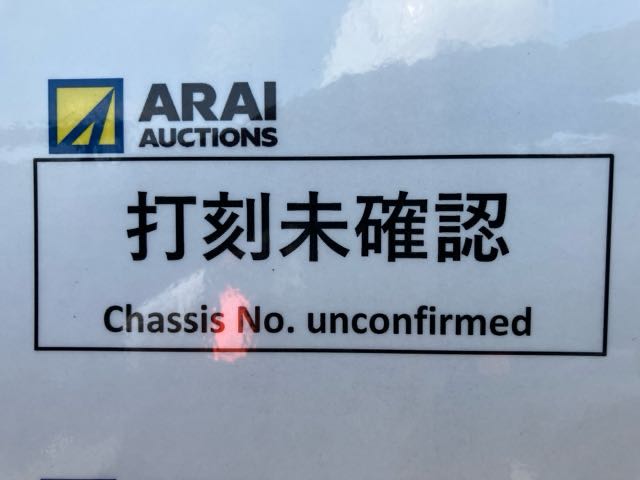 ARAI
AUCTIONS
打刻未確認
Chassis No. unconfirmed